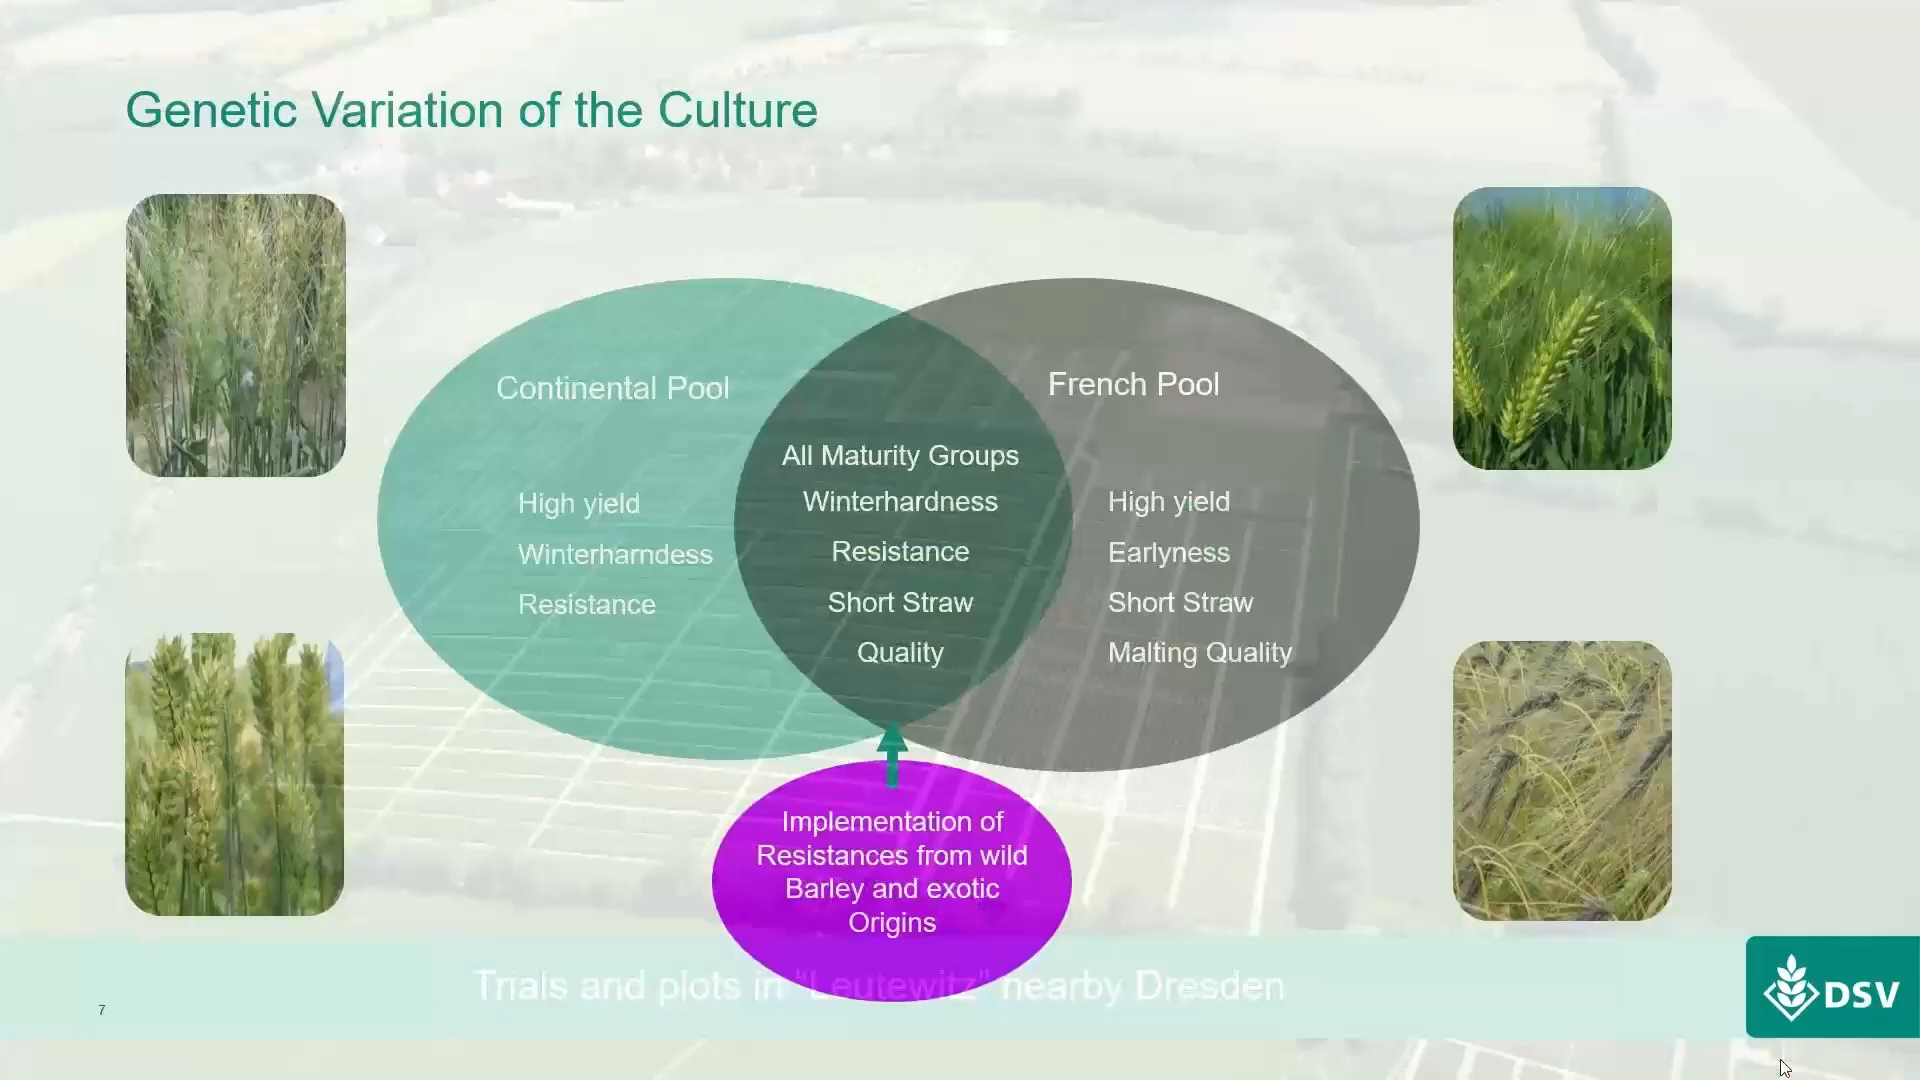 Genetic Variation of the Culture
Continental Pool
High yield
Winterharndess
Resistance
All Maturity Groups
Winterhardness
Resistance
Short Straw
Quality
French Pool
High yield
Earlyness
Short Straw
Malting Quality
Implementation of
Resistances from wild
Barley and exotic
Origins
Trials and plots in “Leutewitz” nearby Dresden
7
DSV